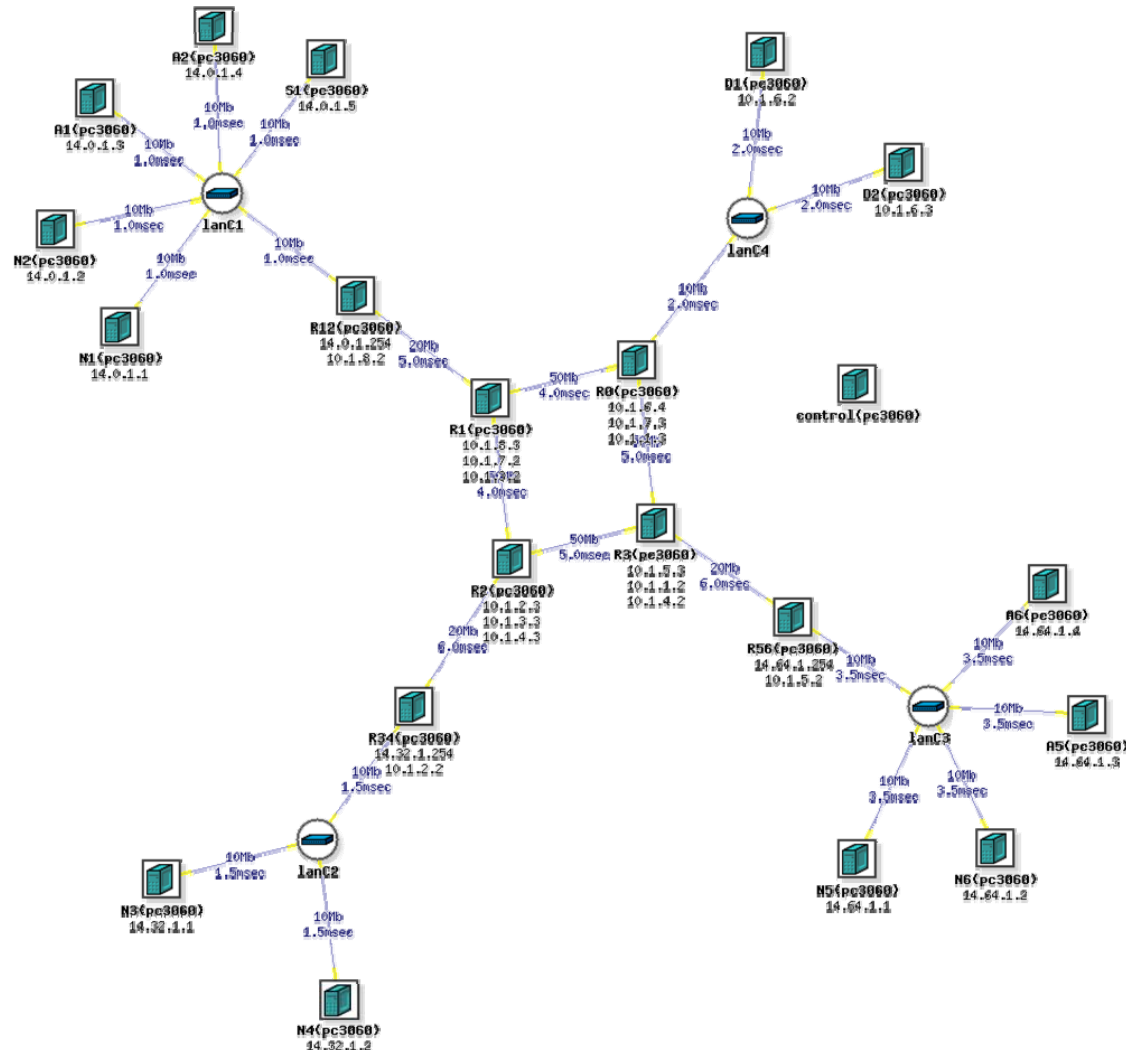 A2(pc3060)
14.0.1.4
S1(pc3060)
14.0.1.5
D1(pc3060)
10.1.6.2
A1(pc3060)
14.0.1.3
10Mb
1.0msec
10Mb
1.0msec
10Mb
1.0msec
10Mb
2.0msec
D2(pc3060)
10.1.6.3
10Mb
2.0msec
N2(pc3060)
14.0.1.2
10Mb
1.0msec
lanC1
lanC4
10Mb
1.0msec
10Mb
1.0msec
10Mb
2.0msec
N1(pc3060)
14.0.1.1
R12(pc3060)
14.0.1.254
10.1.8.2
20Mb
5.0msec
50Mb
4.0msec
R0(pc3060)
10.1.6.4
10.1.7.3
5.0msec
control(pc3060)
R1(pc3060)
10.1.8.3
10.1.7.2
4.0msec
50Mb
5.0msec
R3(pc3060)
10.1.5.3
10.1.1.2
10.1.4.2
R2(pc3060)
10.1.2.3
10.1.3.3
10.1.4.3
20Mb
6.0msec
20Mb
6.0msec
A6(pc3060)
14.64.1.4
R56(pc3060)
14.64.1.254
10.1.5.2
10Mb
3.5msec
10Mb
3.5msec
10Mb
3.5msec
lanC3
A5(pc3060)
14.64.1.3
R34(pc3060)
14.32.1.254
10.1.2.2
10Mb
1.5msec
10Mb
3.5msec
10Mb
3.5msec
lanC2
10Mb
1.5msec
N3(pc3060)
14.32.1.1
10Mb
1.5msec
N5(pc3060)
14.64.1.1
N6(pc3060)
14.64.1.2
N4(pc3060)
14.32.1.2